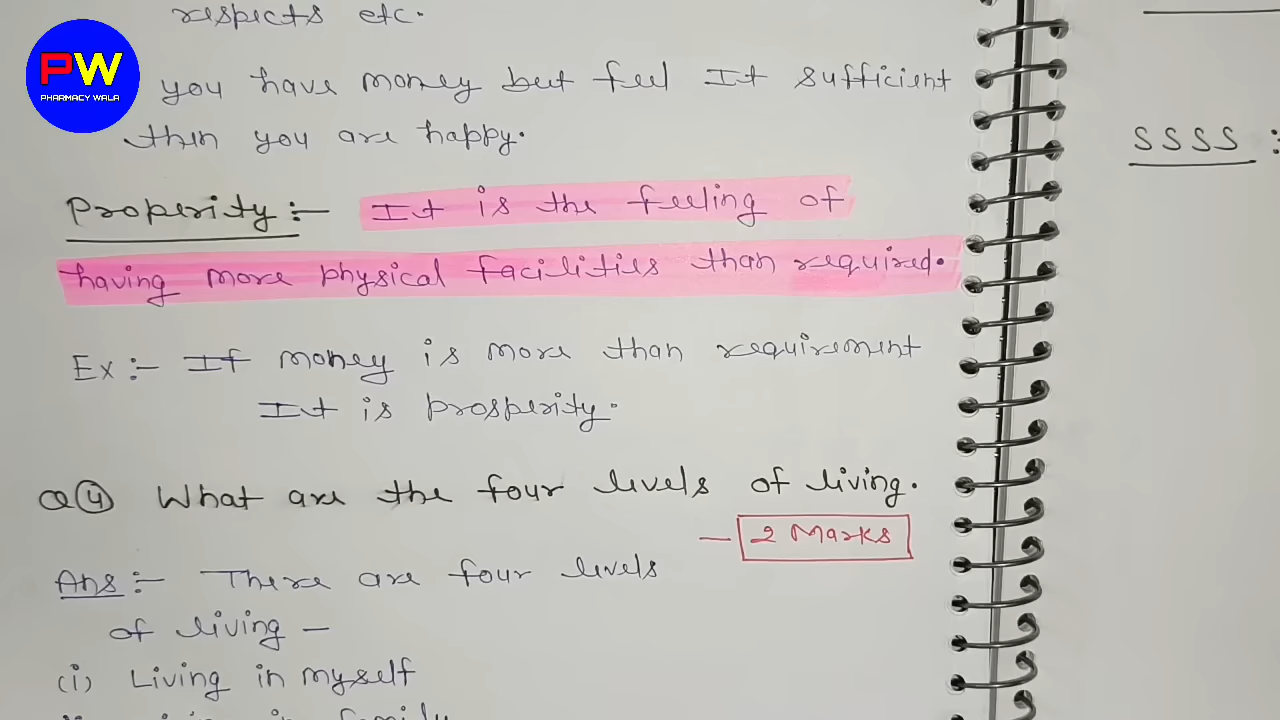 respects etc.
PW
PHARMACY WALA
you have money but feel It sufficient
then you are happy.
Properity :-  It is the feeling of
having more physical facilities than required.
Ex :- If money is more than requirement
It is prosperity.
Q④ What are the four levels of living.
- 2 Marks
Ans :- There are four levels
of living -
(i) Living in myself
in family
SSSS :